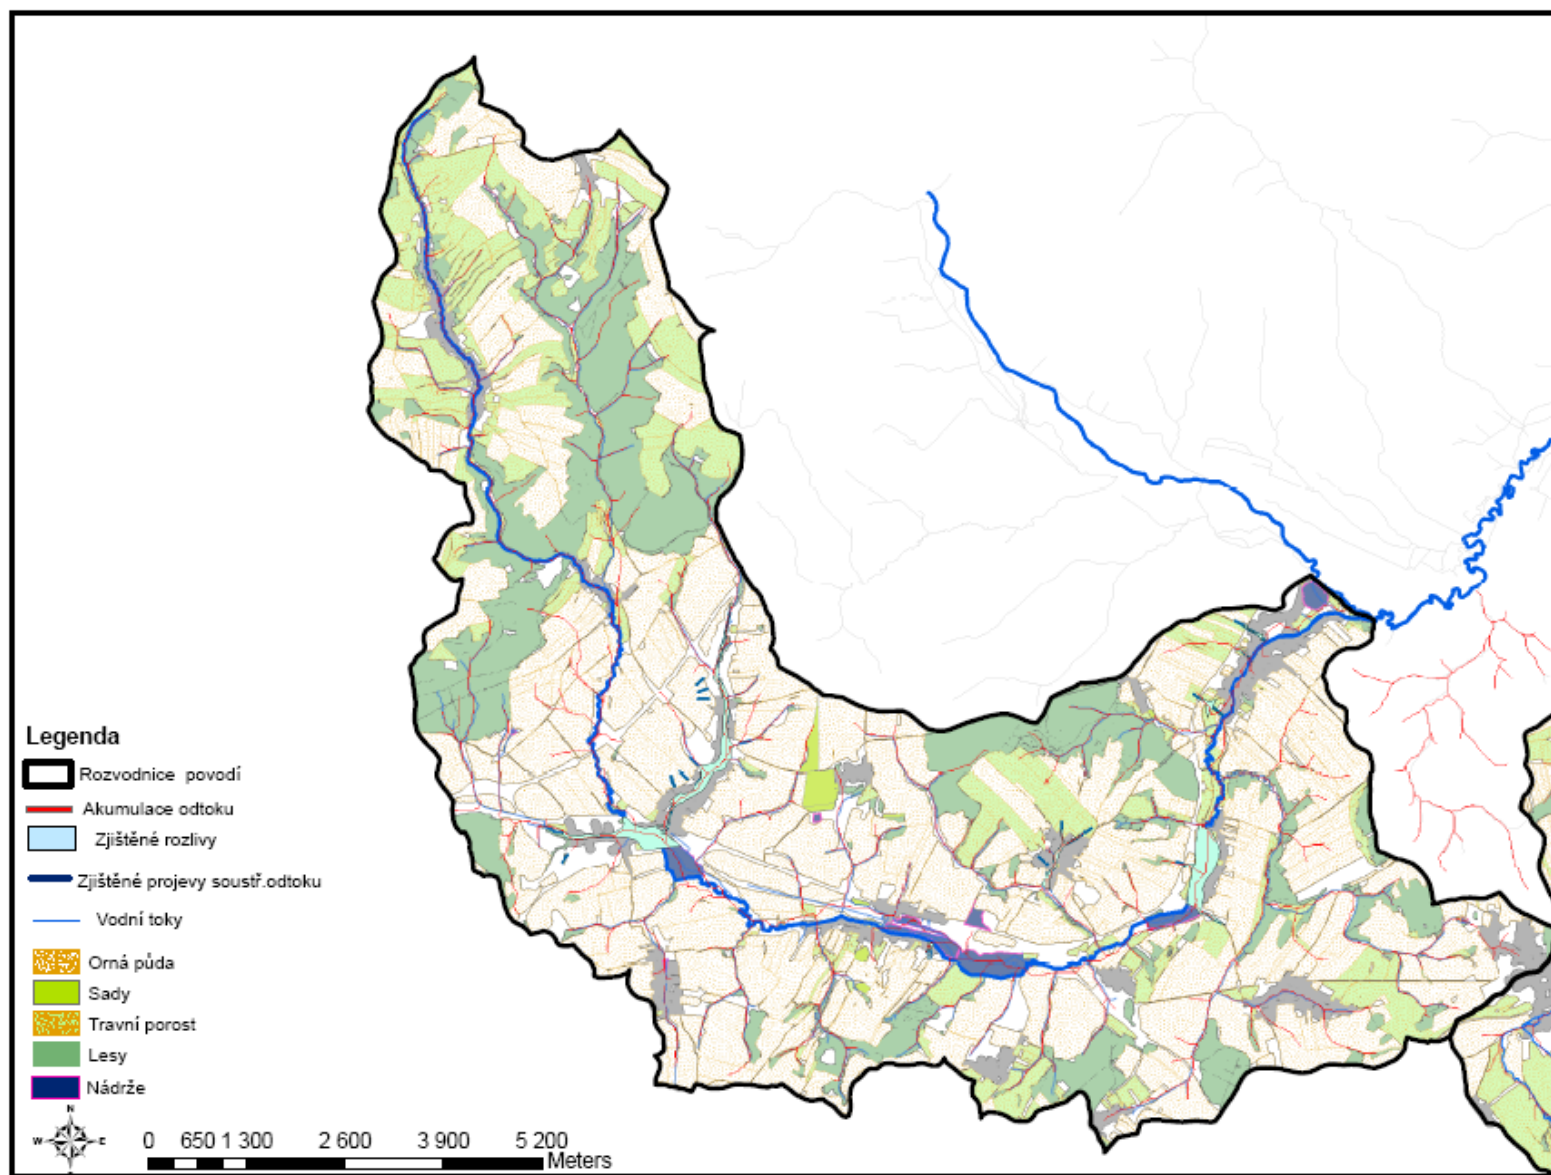 Legenda
Rozvodnice povodí
Akumulace odtoku
Zjištěné rozlivy
Zjištěné projevy soustř.odtoku
Vodní toky
Orná půda
Sady
Travní porost
Lesy
Nádrže
N
W E
S
0 650 1 300 2 600 3 900 5 200
Meters